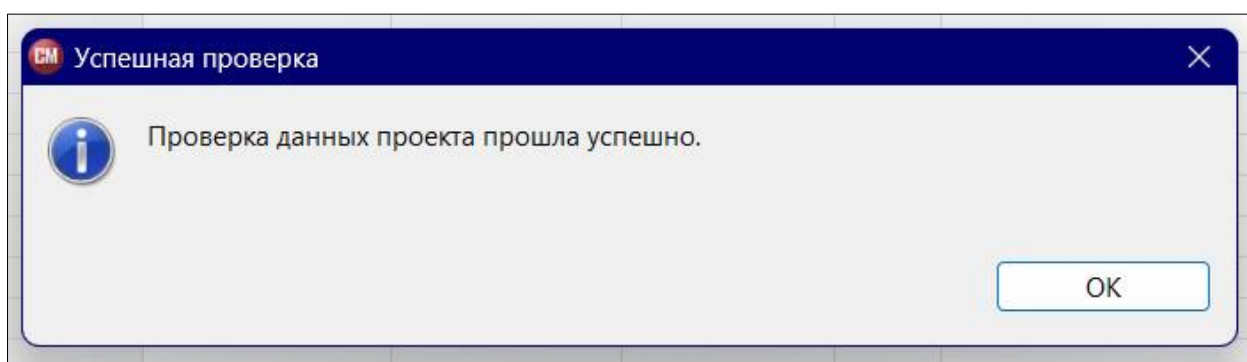 CM Успешная проверка
Проверка данных проекта прошла успешно.
OK